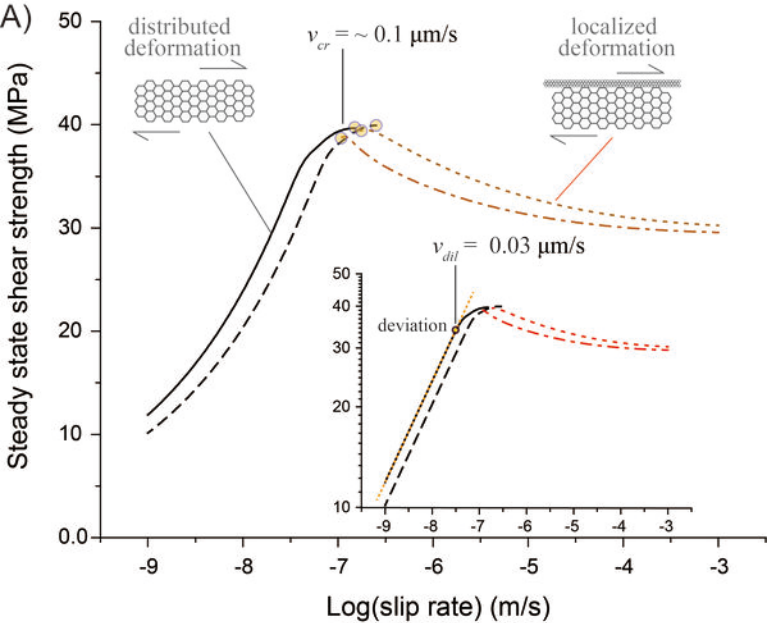 A)
distributed
deformation
v_cr = ~ 0.1 μm/s
localized
deformation
Steady state shear strength (MPa)
50
40
30
20
10
0.0
v_dil = 0.03 μm/s
deviation
50
40
30
20
10
-9 -8 -7 -6 -5 -4 -3
-9 -8 -7 -6 -5 -4 -3
Log(slip rate) (m/s)